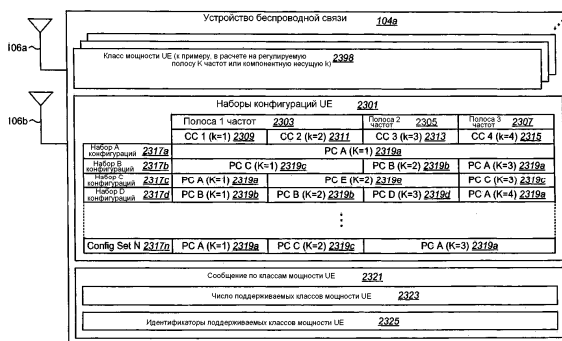 Устройство беспроводной связи 104a
106a
Класс мощности UE (к примеру, в расчете на регулируемую
полосу K частот или компонентную несущую k) 2398
106b
Наборы конфигураций UE 2301
Полоса 1 частот 2303
Полоса 2 частот 2305
Полоса 3 частот 2307
CC 1 (k=1) 2309
CC 2 (k=2) 2311
CC 3 (k=3) 2313
CC 4 (k=4) 2315
Набор A конфигураций 2317a
PC A (K=1) 2319a
Набор B конфигураций 2317b
PC C (K=1) 2319c
PC B (K=2) 2319b
PC A (K=3) 2319a
Набор C конфигураций 2317c
PC A (K=1) 2319a
PC E (K=2) 2319e
PC C (K=3) 2319c
Набор D конфигураций 2317d
PC B (K=1) 2319b
PC B (K=2) 2319b
PC D (K=3) 2319d
PC A (K=4) 2319a
Config Set N 2317n
PC A (K=1) 2319a
PC C (K=2) 2319c
PC A (K=3) 2319a
Сообщение по классам мощности UE 2321
Число поддерживаемых классов мощности UE 2323
Идентификаторы поддерживаемых классов мощности UE 2325